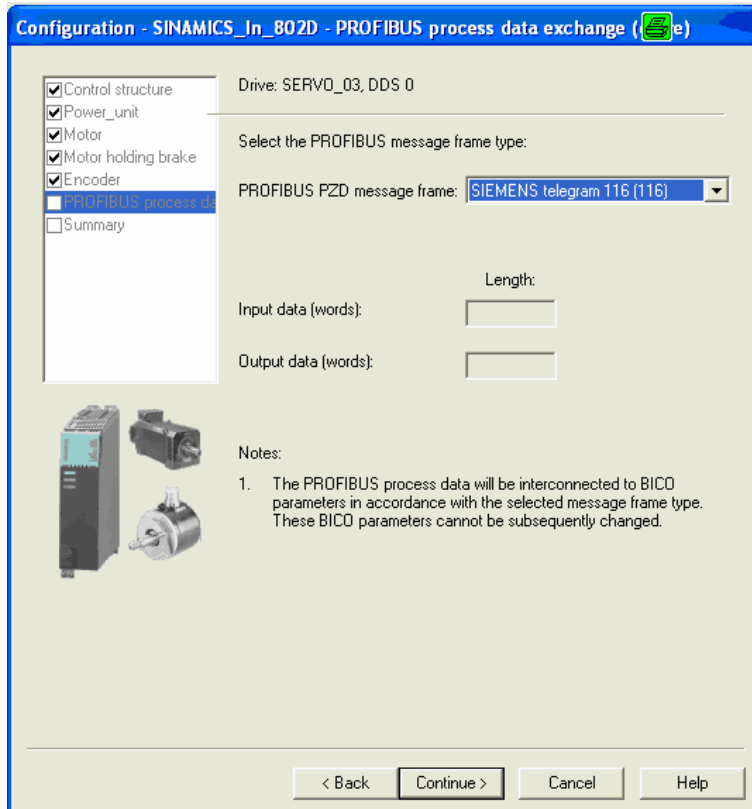 Configuration - SINAMICS_In_802D - PROFIBUS process data exchange (
Control structure
Power_unit
Motor
Motor holding brake
Encoder
PROFIBUS process da
Summary
Drive: SERVO_03, DDS 0
Select the PROFIBUS message frame type:
PROFIBUS PZD message frame: SIEMENS telegram 116 (116)
Length:
Input data (words):
Output data (words):
Notes:
1. The PROFIBUS process data will be interconnected to BICO
parameters in accordance with the selected message frame type.
These BICO parameters cannot be subsequently changed.
< Back Continue > Cancel Help